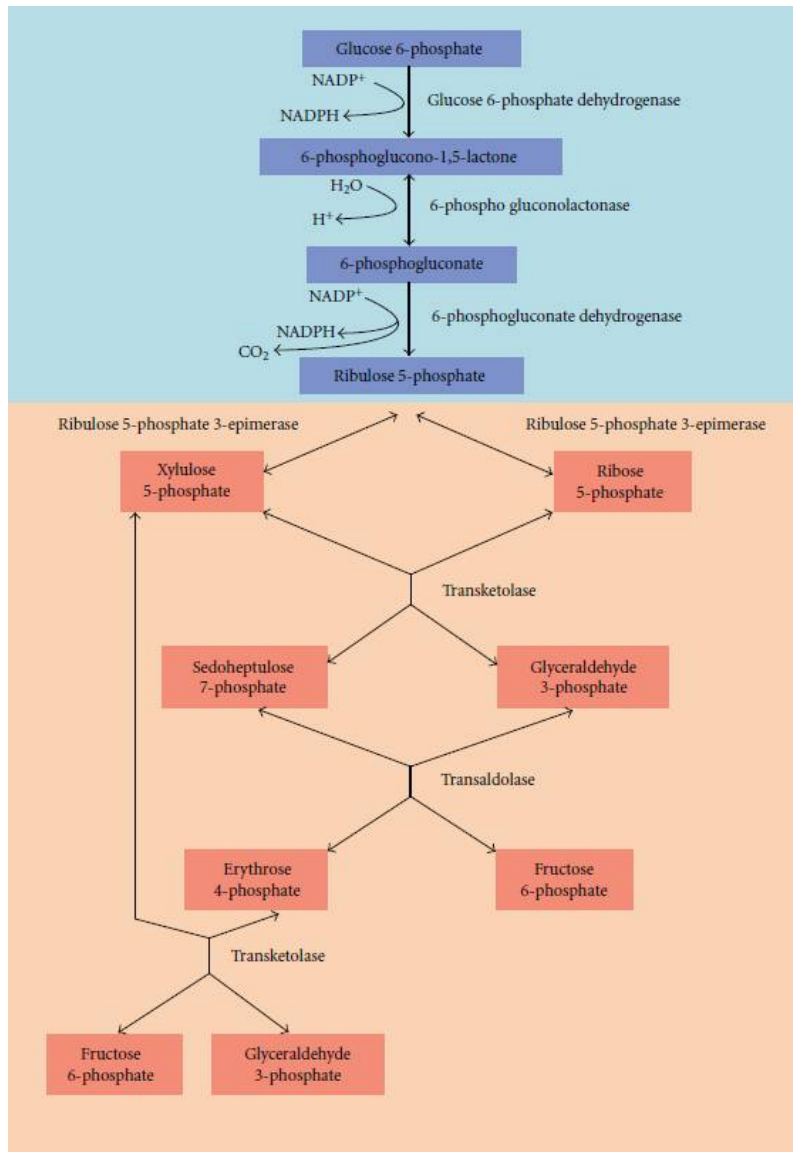 Glucose 6-phosphate
NADP+
Glucose 6-phosphate dehydrogenase
NADPH
6-phosphoglucono-1,5-lactone
H2O
6-phospho gluconolactonase
H+
6-phosphogluconate
NADP+
6-phosphogluconate dehydrogenase
NADPH
CO2
Ribulose 5-phosphate
Ribulose 5-phosphate 3-epimerase
Ribulose 5-phosphate 3-epimerase
Xylulose
5-phosphate
Ribose
5-phosphate
Transketolase
Sedoheptulose
7-phosphate
Glyceraldehyde
3-phosphate
Transaldolase
Erythrose
4-phosphate
Fructose
6-phosphate
Transketolase
Fructose
6-phosphate
Glyceraldehyde
3-phosphate